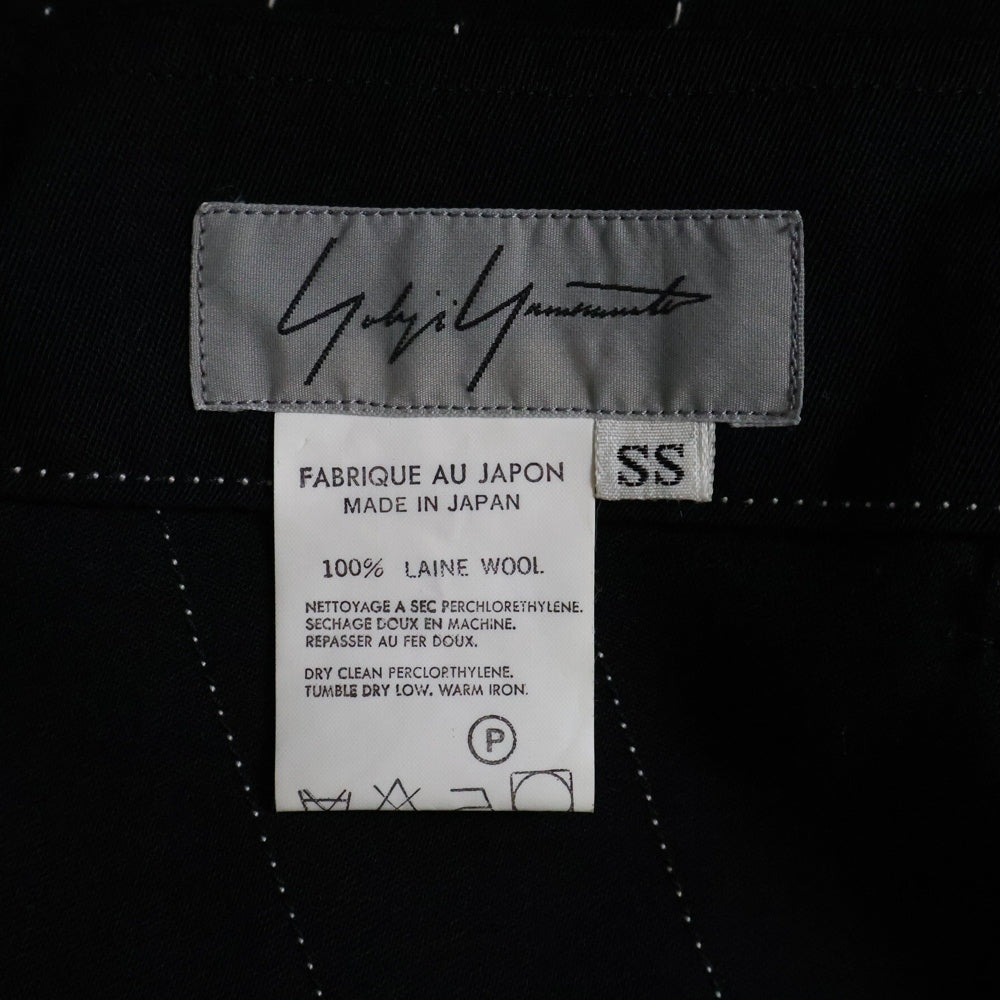 Yohji Yamamoto
SS
FABRIQUE AU JAPON
MADE IN JAPAN
100% LAINE WOOL
NETTOYAGE A SEC PERCHLORETHYLENE.
SECHAGE DOUX EN MACHINE.
REPASSER AU FER DOUX.
DRY CLEAN PERCLORTHYLENE.
TUMBLE DRY LOW. WARM IRON.
P